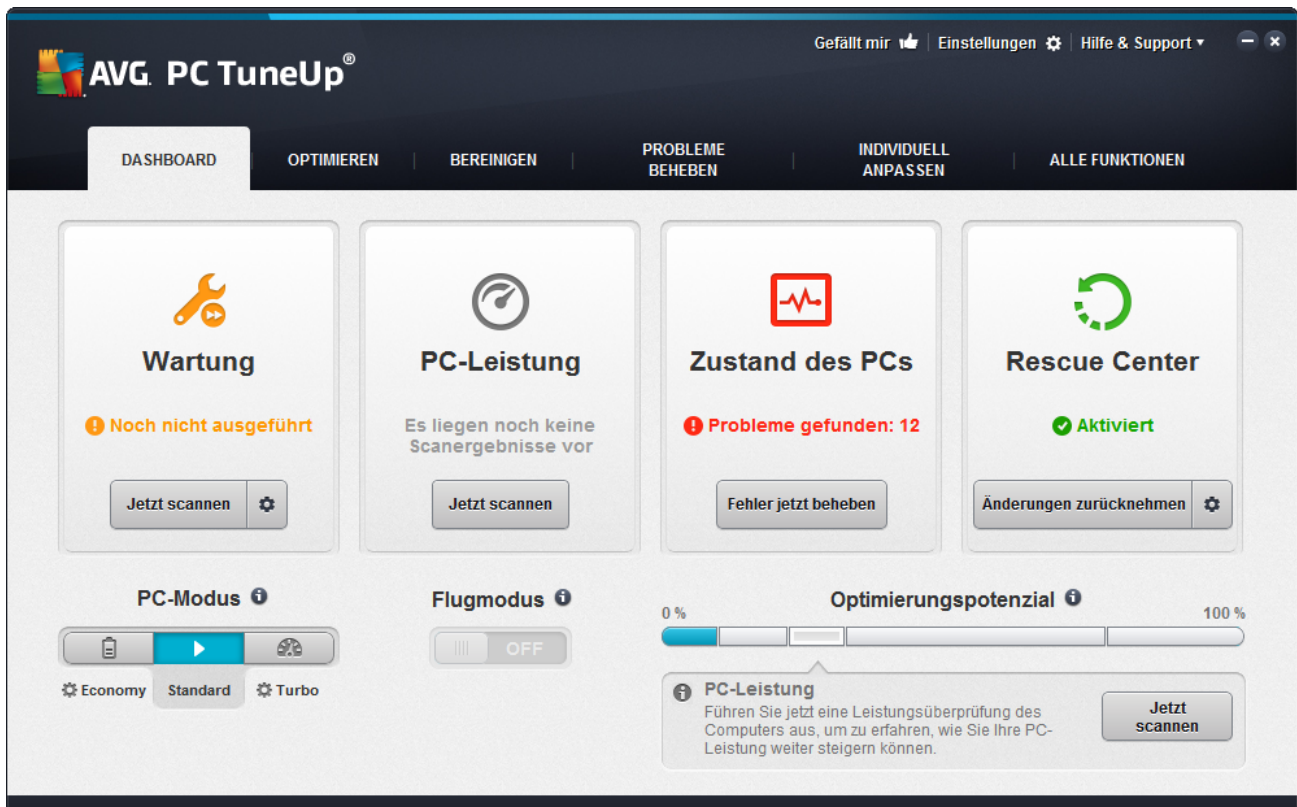 Gefällt mir Einstellungen Hilfe & Support
AVG. PC TuneUp®
DASHBOARD OPTIMIEREN BEREINIGEN PROBLEME BEHEBEN INDIVIDUELL ANPASSEN ALLE FUNKTIONEN
Wartung
Noch nicht ausgeführt
Jetzt scannen
PC-Leistung
Es liegen noch keine
Scanergebnisse vor
Jetzt scannen
Zustand des PCs
Probleme gefunden: 12
Fehler jetzt beheben
Rescue Center
Aktiviert
Änderungen zurücknehmen
PC-Modus
Economy Standard Turbo
Flugmodus
OFF
Optimierungspotenzial
0 % 100 %
PC-Leistung
Führen Sie jetzt eine Leistungsüberprüfung des
Computers aus, um zu erfahren, wie Sie Ihre PC-
Leistung weiter steigern können.
Jetzt
scannen